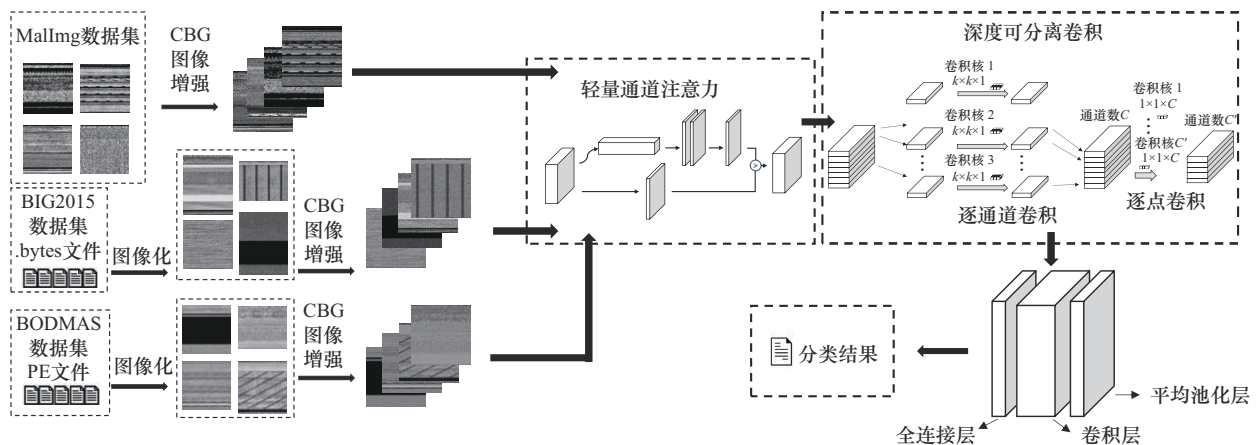 MalImg数据集
CBG
图像
增强
BIG2015
数据集
.bytes文件
图像化
CBG
图像
增强
BODMAS
数据集
PE文件
图像化
CBG
图像
增强
轻量通道注意力
深度可分离卷积
卷积核 1
k×k×1
卷积核 2
k×k×1
卷积核 3
k×k×1
逐通道卷积
通道数C
卷积核 1
1×1×C
卷积核C′
1×1×C
通道数C′
逐点卷积
分类结果
平均池化层
全连接层
卷积层